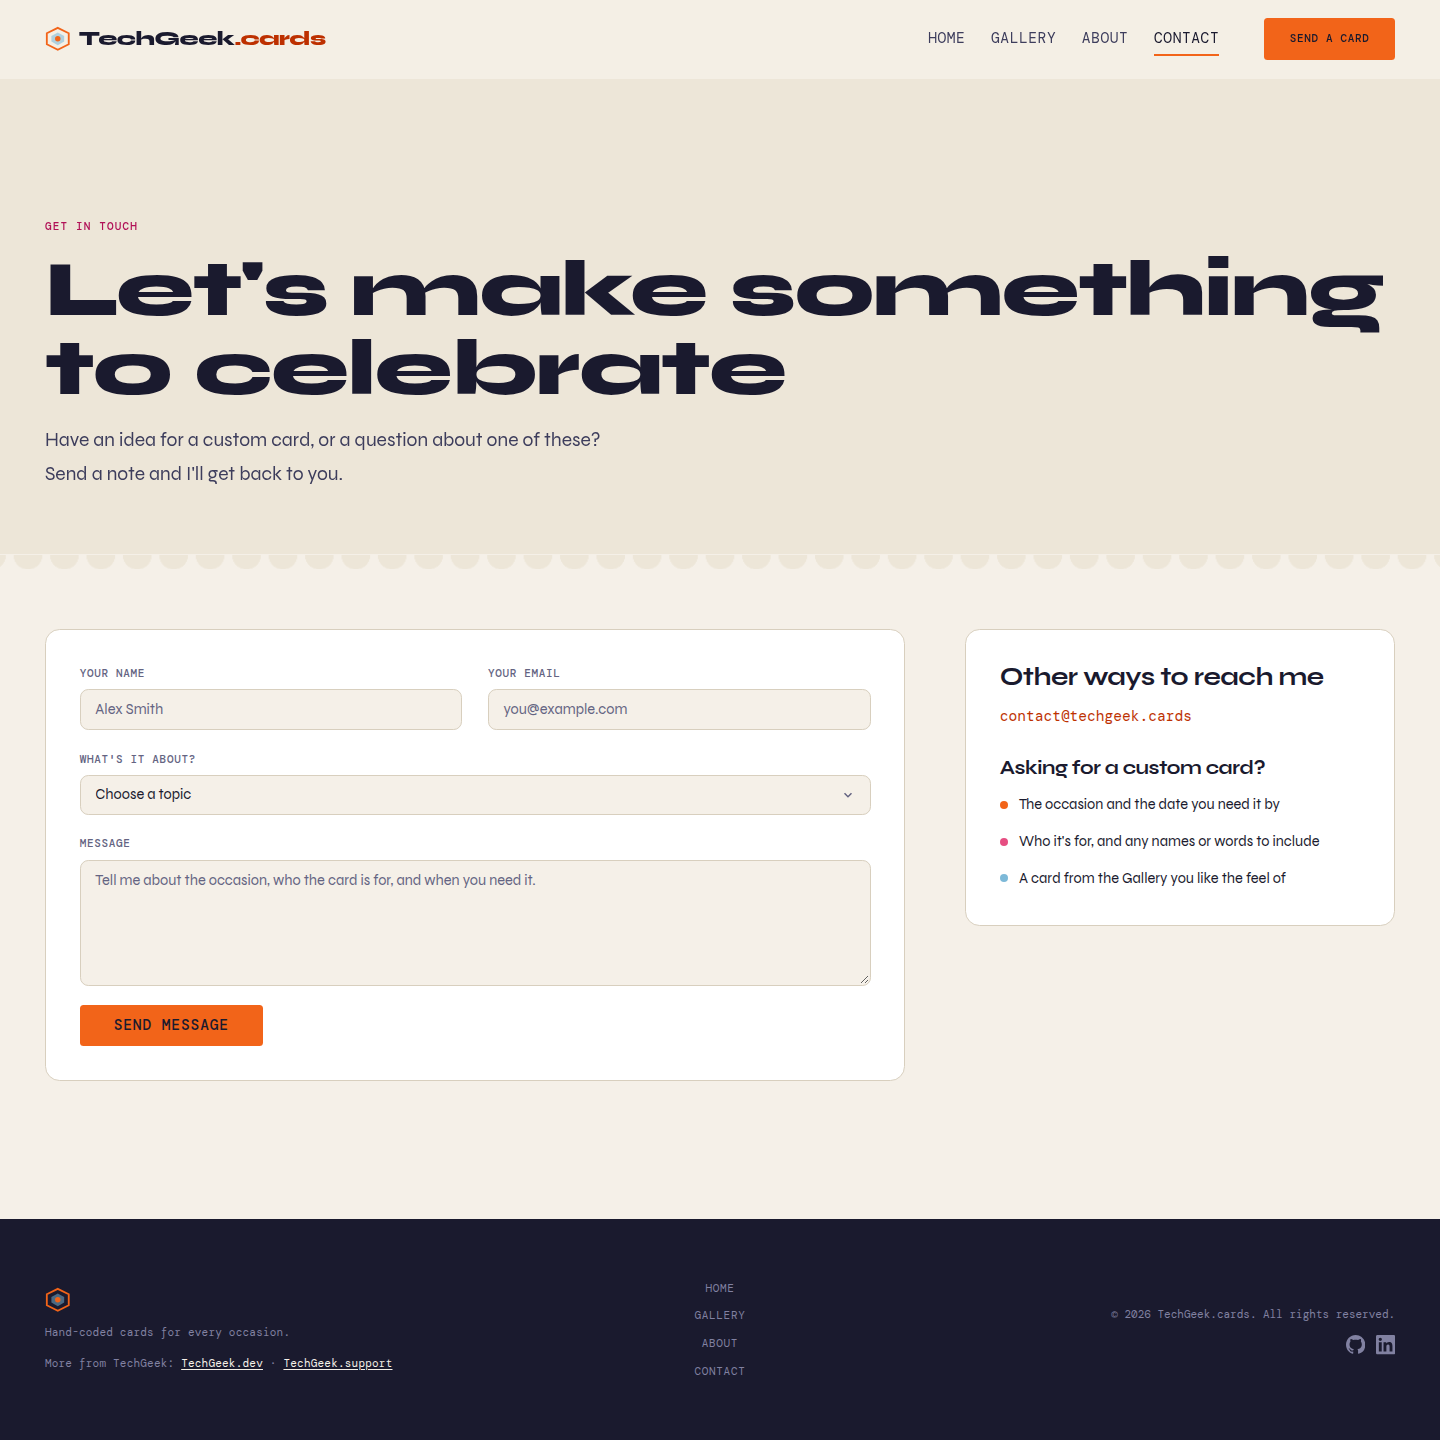 TechGeek.cards
HOME GALLERY ABOUT CONTACT SEND A CARD
GET IN TOUCH
Let's make something
to celebrate
Have an idea for a custom card, or a question about one of these?
Send a note and I'll get back to you.
YOUR NAME
Alex Smith
YOUR EMAIL
you@example.com
WHAT'S IT ABOUT?
Choose a topic
MESSAGE
Tell me about the occasion, who the card is for, and when you need it.
SEND MESSAGE
Other ways to reach me
contact@techgeek.cards
Asking for a custom card?
The occasion and the date you need it by
Who it's for, and any names or words to include
A card from the Gallery you like the feel of
Hand-coded cards for every occasion.
More from TechGeek: TechGeek.dev · TechGeek.support
HOME
GALLERY
ABOUT
CONTACT
© 2026 TechGeek.cards. All rights reserved.